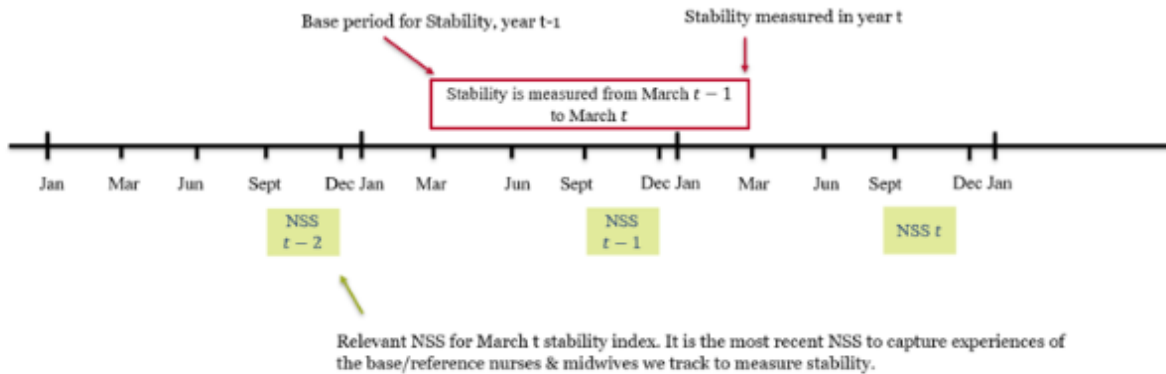 Base period for Stability, year t-1
Stability measured in year t
Stability is measured from March t − 1
to March t
Jan Mar Jun Sept Dec Jan Mar Jun Sept Dec Jan Mar Jun Sept Dec Jan
NSS
t − 2
NSS
t − 1
NSS t
Relevant NSS for March t stability index. It is the most recent NSS to capture experiences of
the base/reference nurses & midwives we track to measure stability.